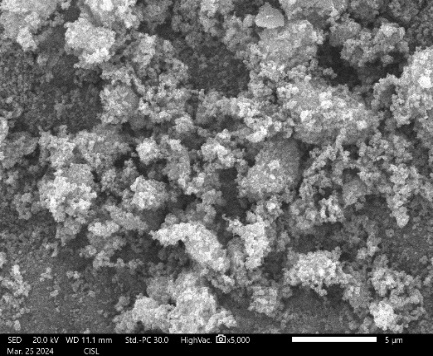 SED 20.0 kV WD 11.1 mm Std.-PC 30.0 HighVac. x5,000 5 µm
Mar. 25 2024 CISL